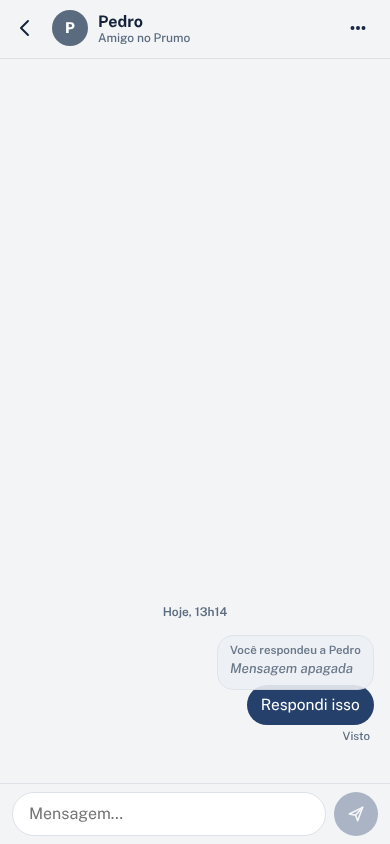 P
Pedro
Amigo no Prumo
Hoje, 13h14
Você respondeu a Pedro
Mensagem apagada
Respondi isso
Visto
Mensagem...